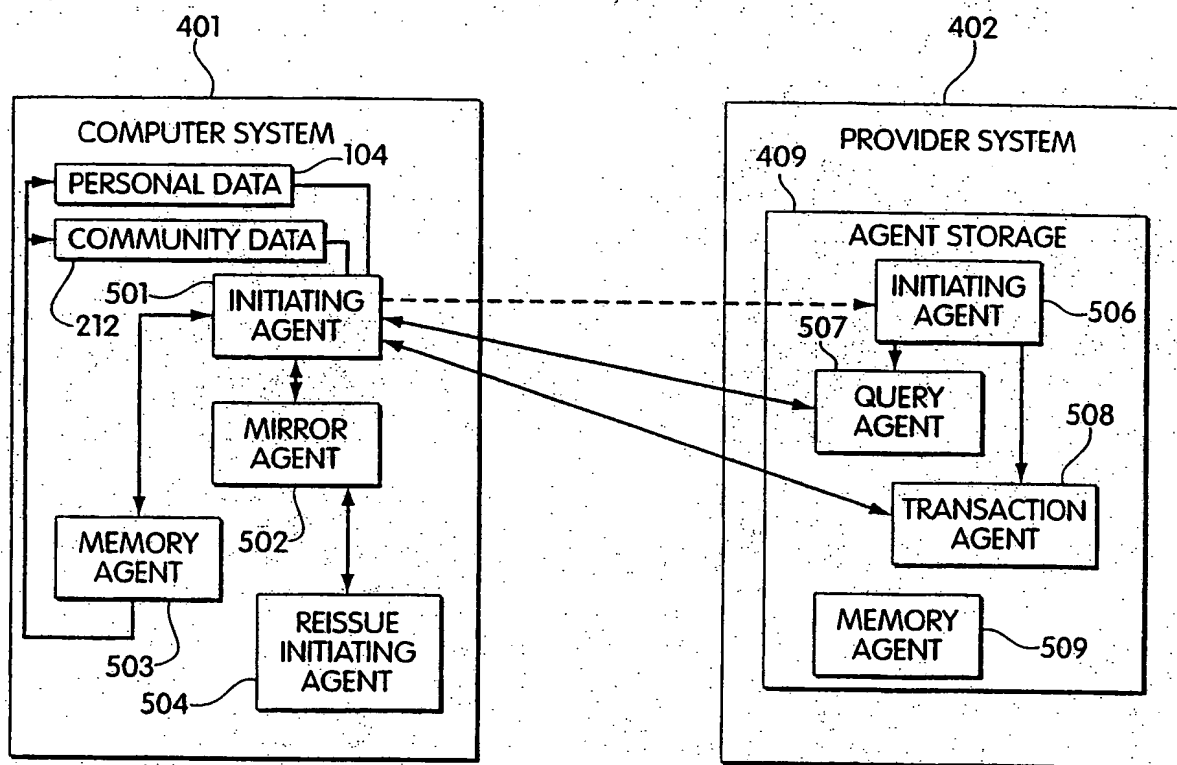 401
402
COMPUTER SYSTEM
PERSONAL DATA
104
COMMUNITY DATA
212
501
INITIATING
AGENT
MIRROR
AGENT
502
MEMORY
AGENT
503
REISSUE
INITIATING
AGENT
504
PROVIDER SYSTEM
409
AGENT STORAGE
INITIATING
AGENT
506
507
QUERY
AGENT
508
TRANSACTION
AGENT
MEMORY
AGENT
509